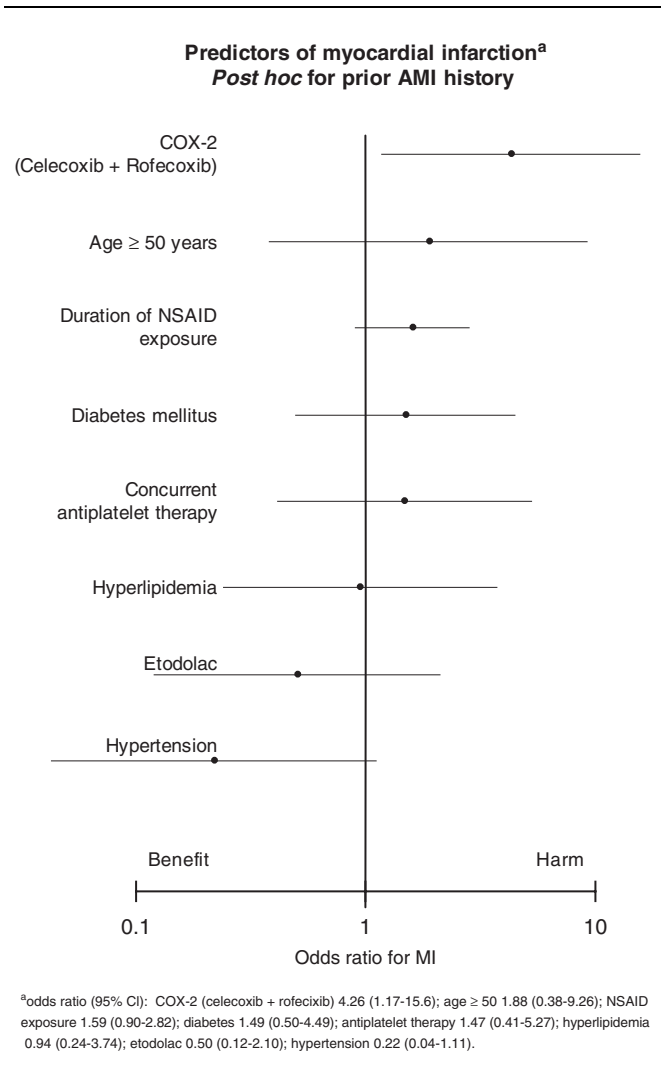 Predictors of myocardial infarctionᵃ
Post hoc for prior AMI history
COX-2
(Celecoxib + Rofecoxib)
Age ≥ 50 years
Duration of NSAID
exposure
Diabetes mellitus
Concurrent
antiplatelet therapy
Hyperlipidemia
Etodolac
Hypertension
Benefit Harm
0.1 1 10
Odds ratio for MI
ᵃodds ratio (95% CI): COX-2 (celecoxib + rofecixib) 4.26 (1.17-15.6); age ≥ 50 1.88 (0.38-9.26); NSAID
exposure 1.59 (0.90-2.82); diabetes 1.49 (0.50-4.49); antiplatelet therapy 1.47 (0.41-5.27); hyperlipidemia
0.94 (0.24-3.74); etodolac 0.50 (0.12-2.10); hypertension 0.22 (0.04-1.11).